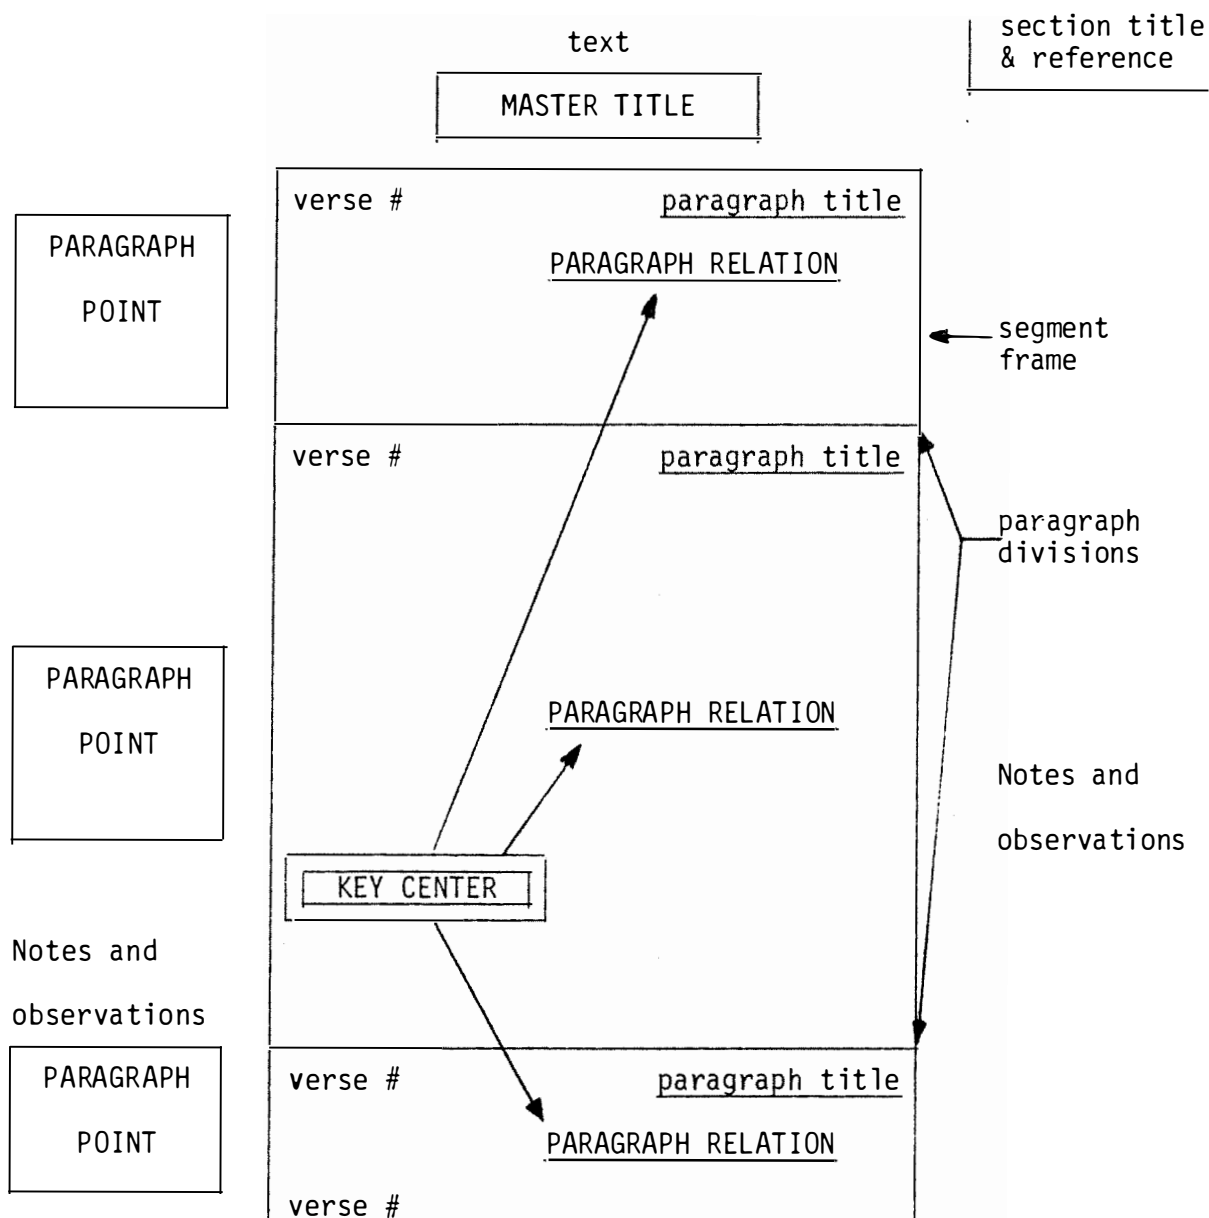 text
section title
& reference
MASTER TITLE
verse #
paragraph title
PARAGRAPH
POINT
PARAGRAPH RELATION
segment
frame
verse #
paragraph title
paragraph
divisions
PARAGRAPH
POINT
PARAGRAPH RELATION
Notes and
observations
KEY CENTER
Notes and
observations
PARAGRAPH
POINT
verse #
paragraph title
PARAGRAPH RELATION
verse #